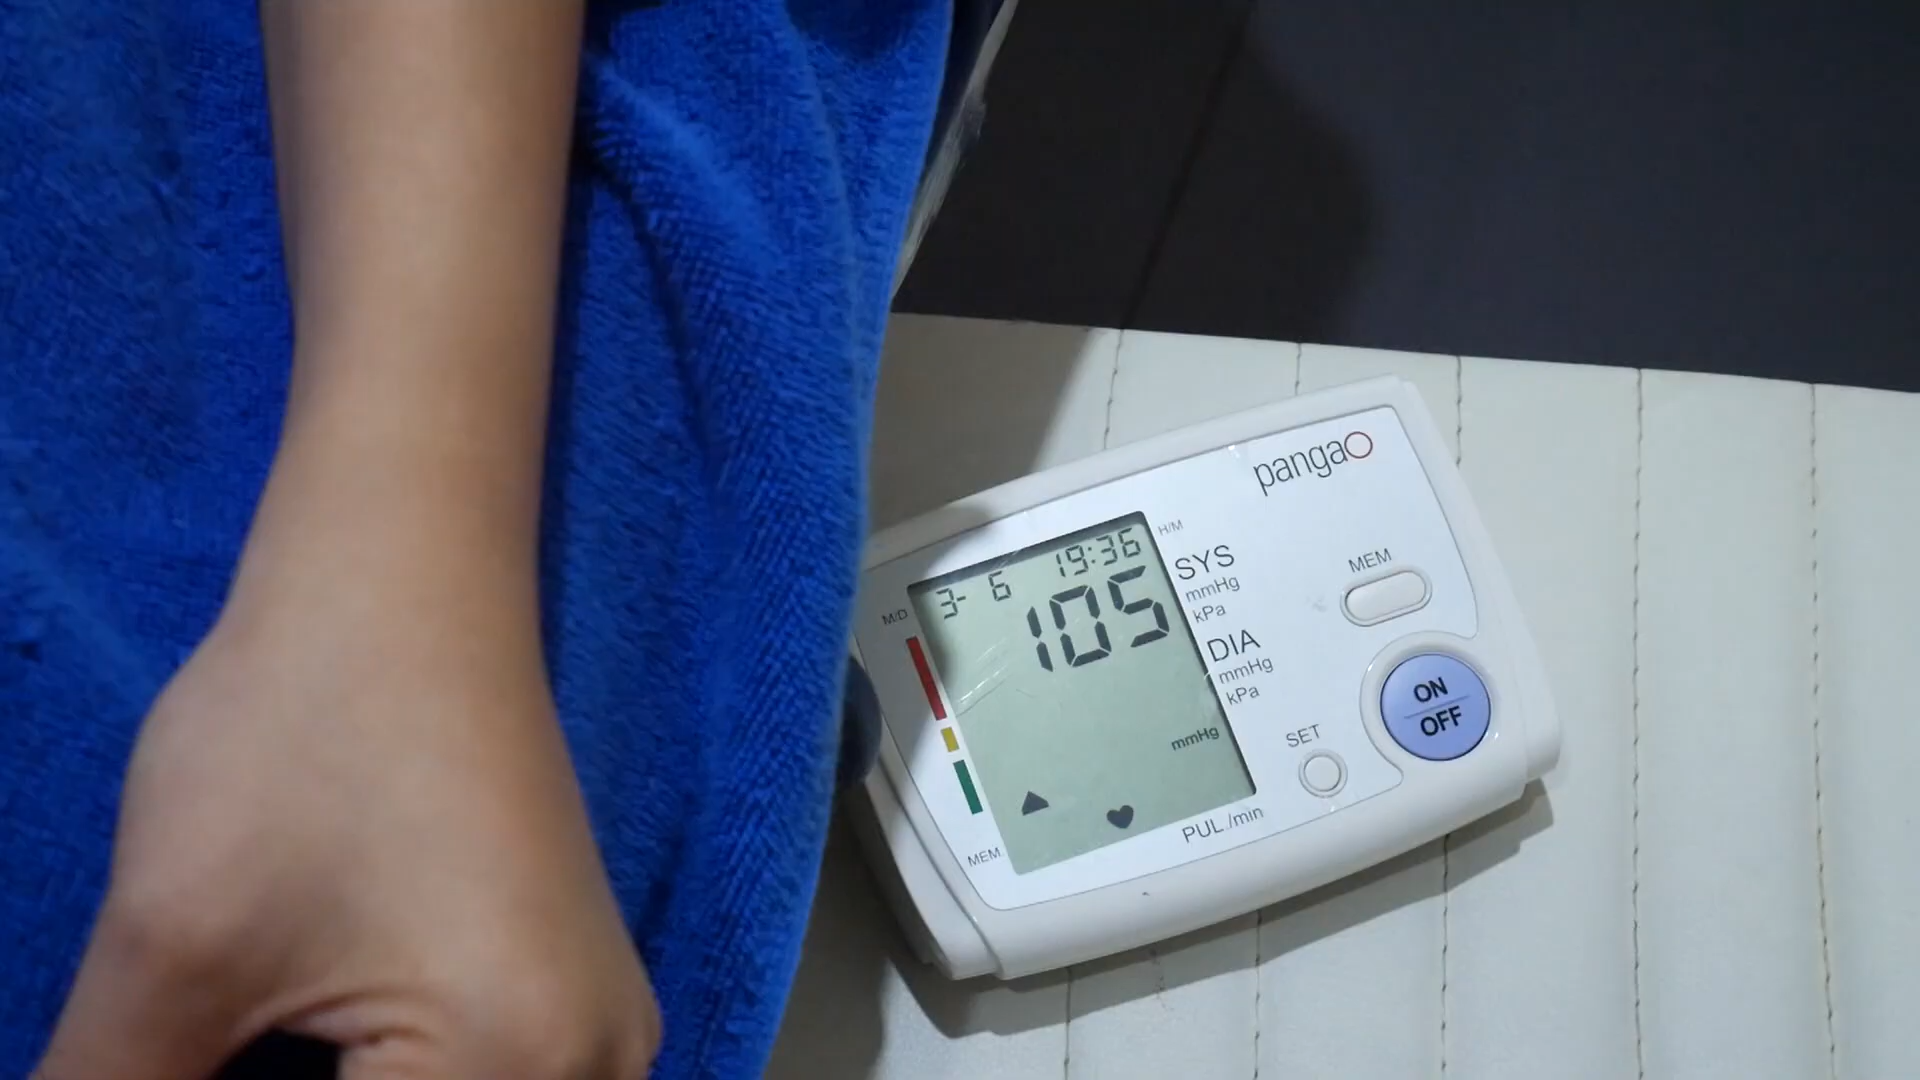 pangao
H/M
19:36
M/D
3- 6
105
SYS
mmHg
kPa
DIA
mmHg
kPa
mmHg
MEM
ON
OFF
SET
PUL./min
MEM.